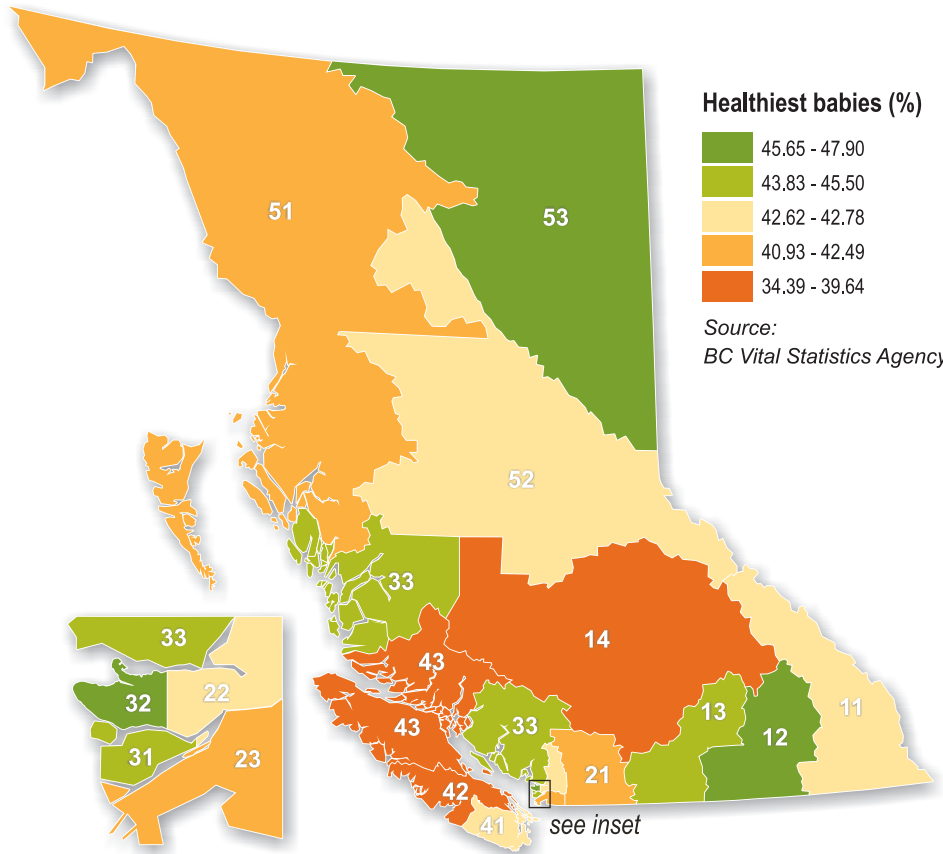 Healthiest babies (%)
45.65 - 47.90
43.83 - 45.50
42.62 - 42.78
40.93 - 42.49
34.39 - 39.64
Source:
BC Vital Statistics Agency
51
53
52
33
14
43
33
13
11
43
12
21
42
41
see inset
33
32
22
31
23